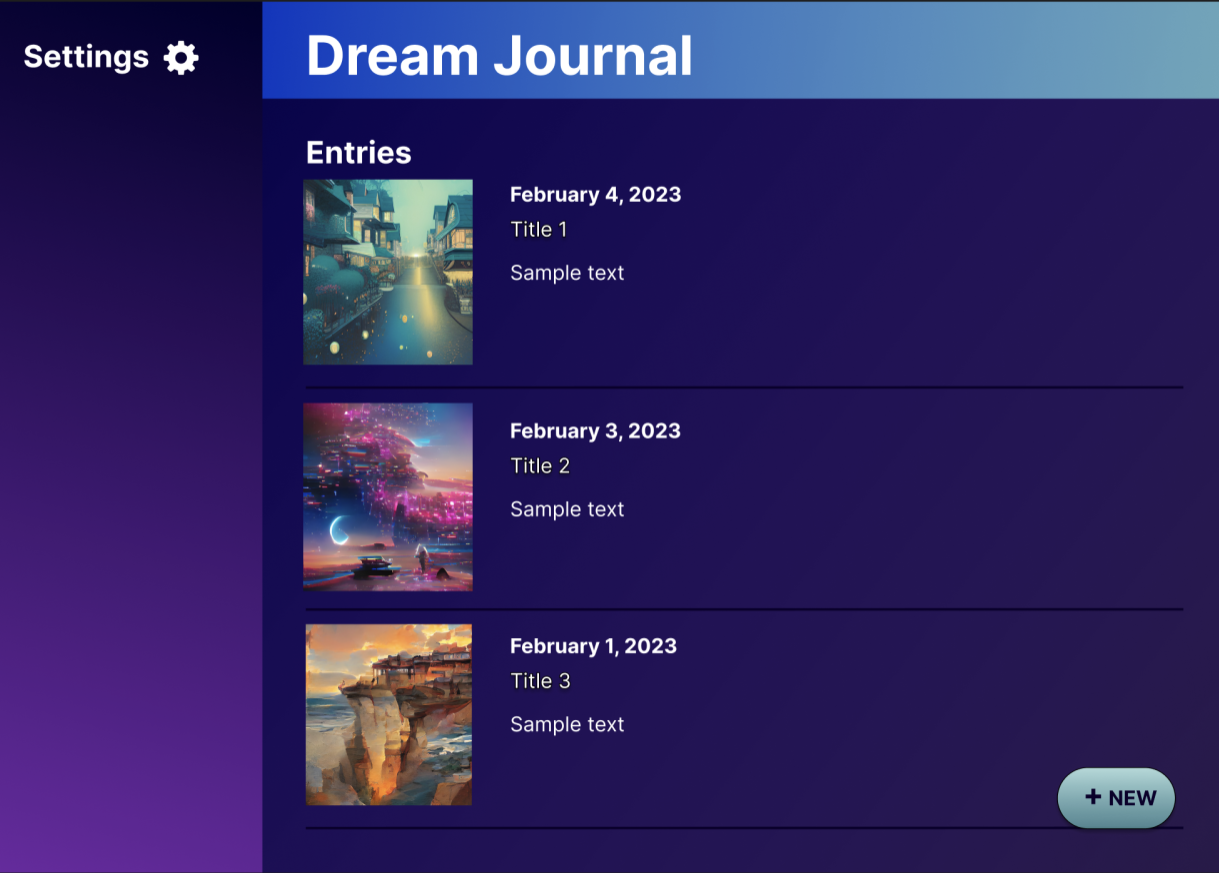 Settings
Dream Journal
Entries
February 4, 2023
Title 1
Sample text
February 3, 2023
Title 2
Sample text
February 1, 2023
Title 3
Sample text
+ NEW